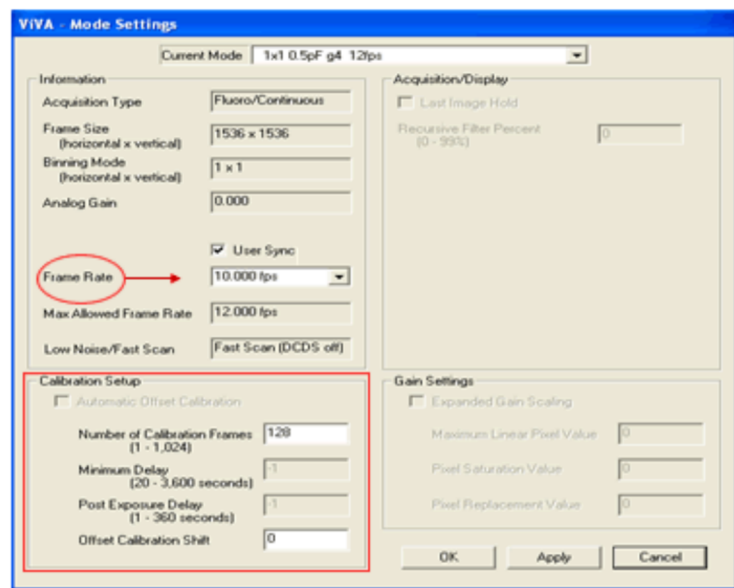 ViVA - Mode Settings
Current Mode 1x1 0.5pF g4 12fps
Information
Acquisition Type Fluoro/Continuous
Frame Size 1536 x 1536
(horizontal x vertical)
Binning Mode 1 x 1
(horizontal x vertical)
Analog Gain 0.000
User Sync
Frame Rate 10.000 fps
Max Allowed Frame Rate 12.000 fps
Low Noise/Fast Scan Fast Scan (DCDS off)
Acquisition/Display
Last Image Hold
Recursive Filter Percent 0
(0 - 99%)
Calibration Setup
Automatic Offset Calibration
Number of Calibration Frames 128
(1 - 1,024)
Minimum Delay -1
(20 - 3,600 seconds)
Post Exposure Delay -1
(1 - 360 seconds)
Offset Calibration Shift 0
Gain Settings
Expanded Gain Scaling
Maximum Linear Pixel Value 0
Pixel Saturation Value 0
Pixel Replacement Value 0
OK Apply Cancel